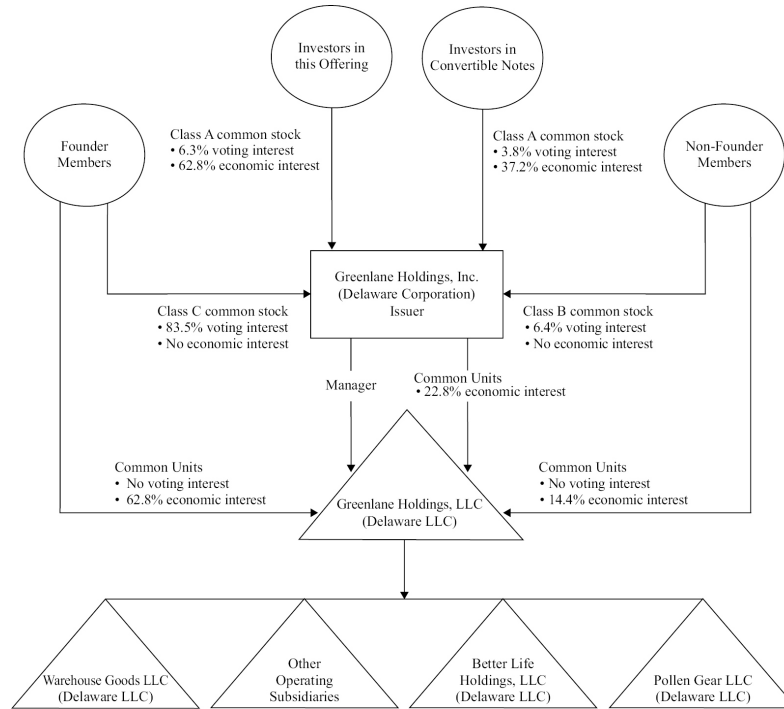 Investors in
this Offering
Investors in
Convertible Notes
Founder
Members
Class A common stock
• 6.3% voting interest
• 62.8% economic interest
Class A common stock
• 3.8% voting interest
• 37.2% economic interest
Non-Founder
Members
Greenlane Holdings, Inc.
(Delaware Corporation)
Issuer
Class C common stock
• 83.5% voting interest
• No economic interest
Class B common stock
• 6.4% voting interest
• No economic interest
Manager
Common Units
• 22.8% economic interest
Common Units
• No voting interest
• 62.8% economic interest
Common Units
• No voting interest
• 14.4% economic interest
Greenlane Holdings, LLC
(Delaware LLC)
Warehouse Goods LLC
(Delaware LLC)
Other
Operating
Subsidiaries
Better Life
Holdings, LLC
(Delaware LLC)
Pollen Gear LLC
(Delaware LLC)